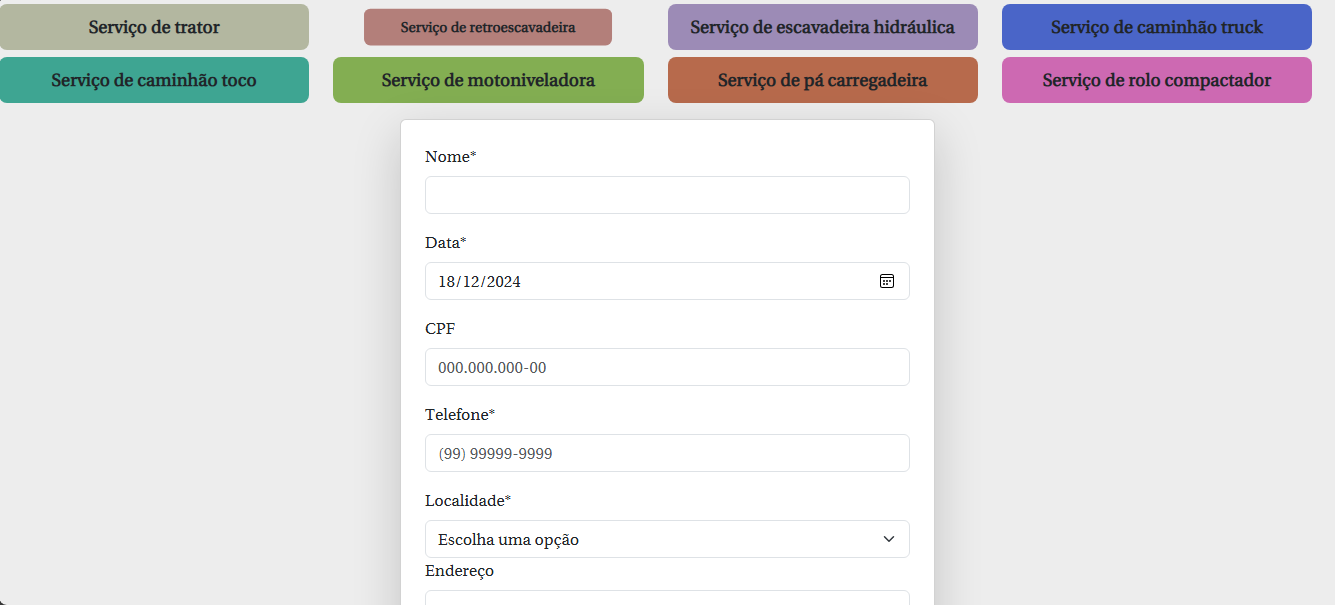 Serviço de trator
Serviço de retroescavadeira
Serviço de escavadeira hidráulica
Serviço de caminhão truck
Serviço de caminhão toco
Serviço de motoniveladora
Serviço de pá carregadeira
Serviço de rolo compactador
Nome*
Data*
18/12/2024
CPF
000.000.000-00
Telefone*
(99) 99999-9999
Localidade*
Escolha uma opção
Endereço